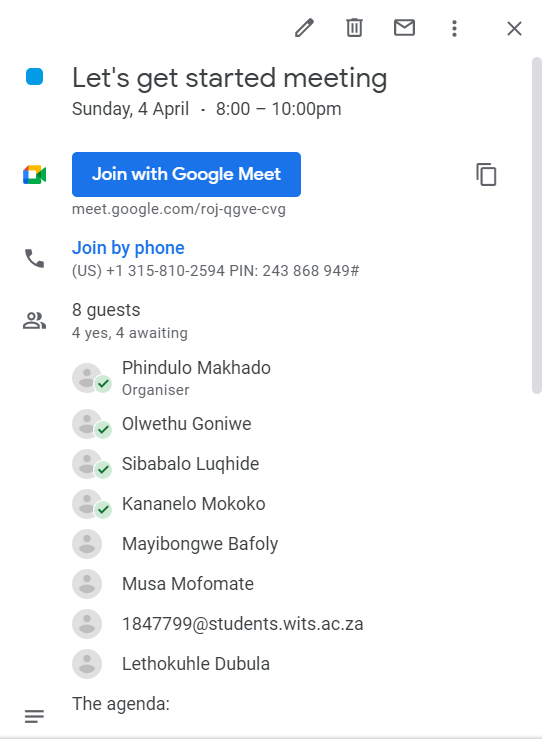 Let's get started meeting
Sunday, 4 April · 8:00 – 10:00pm
Join with Google Meet
meet.google.com/roj-qgve-cvg
Join by phone
(US) +1 315-810-2594 PIN: 243 868 949#
8 guests
4 yes, 4 awaiting
Phindulo Makhado
Organiser
Olwethu Goniwe
Sibabalo Luqhide
Kananelo Mokoko
Mayibongwe Bafoly
Musa Mofomate
1847799@students.wits.ac.za
Lethokuhle Dubula
The agenda: